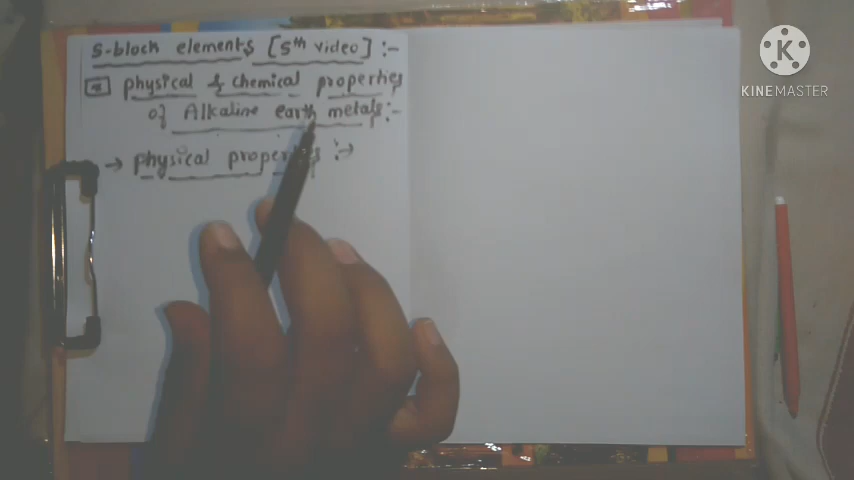 S-block elements [5th video] :-
physical & chemical properties
of Alkaline earth metals:-
→ physical properties :→
K
KINEMASTER